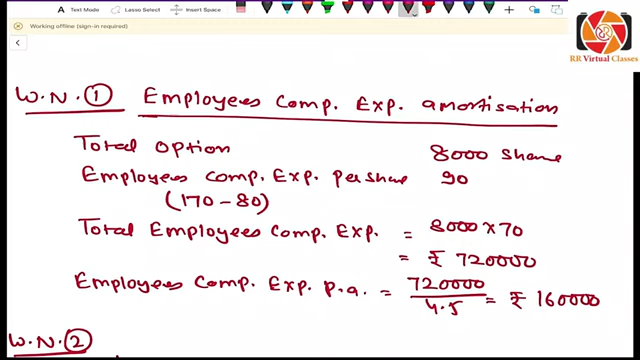 Text Mode
Lasso Select
Insert Space
Working offline (sign-in required)
RR Virtual Classes
W.N.① Employees Comp. Exp. amortisation
Total Option 8000 Share
Employees Comp. Exp. per share 90
(170-80)
Total Employees Comp. Exp. = 8000 x 70
= ₹ 720000
Employees Comp. Exp. p.a. = 720000/4.5 = ₹ 160000
W.N.②